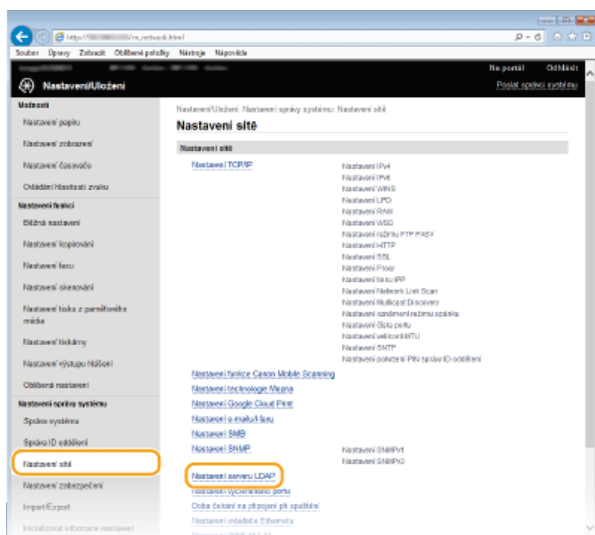 Soubor Úpravy Zobrazit Oblíbené položky Nástroje Nápověda
Na portál Odhlásit
Nastavení/Uložení
Poslat správci systému
Možnosti
Nastavení papíru
Nastavení zobrazení
Nastavení časovače
Ovládání hlasitosti zvuku
Nastavení funkcí
Běžná nastavení
Nastavení kopírování
Nastavení faxu
Nastavení skenování
Nastavení tisku z paměťového
média
Nastavení tiskárny
Nastavení výstupu hlášení
Oblíbená nastavení
Nastavení správy systému
Správa systému
Správa ID oddělení
Nastavení sítě
Nastavení zabezpečení
Import/Export
Inicializovat informace nastavení
Nastavení/Uložení: Nastavení správy systému: Nastavení sítě
Nastavení sítě
Nastavení sítě
Nastavení TCP/IP
Nastavení IPv4
Nastavení IPv6
Nastavení WINS
Nastavení LPD
Nastavení RAW
Nastavení WSD
Nastavení režimu FTP PASV
Nastavení HTTP
Nastavení SSL
Nastavení Proxy
Nastavení tisku IPP
Nastavení Network Link Scan
Nastavení Multicast Discovery
Nastavení oznámení režimu spánku
Nastavení čísla portu
Nastavení velikosti MTU
Nastavení SNTP
Nastavení potvrzení PIN správy ID oddělení
Nastavení funkce Canon Mobile Scanning
Nastavení technologie Mopria
Nastavení Google Cloud Print
Nastavení e-mailu/I-faxu
Nastavení SMB
Nastavení SNMP
Nastavení SNMPv1
Nastavení SNMPv3
Nastavení serveru LDAP
Nastavení vyčleněného portu
Doba čekání na připojení při spuštění
Nastavení ovladače Ethernetu